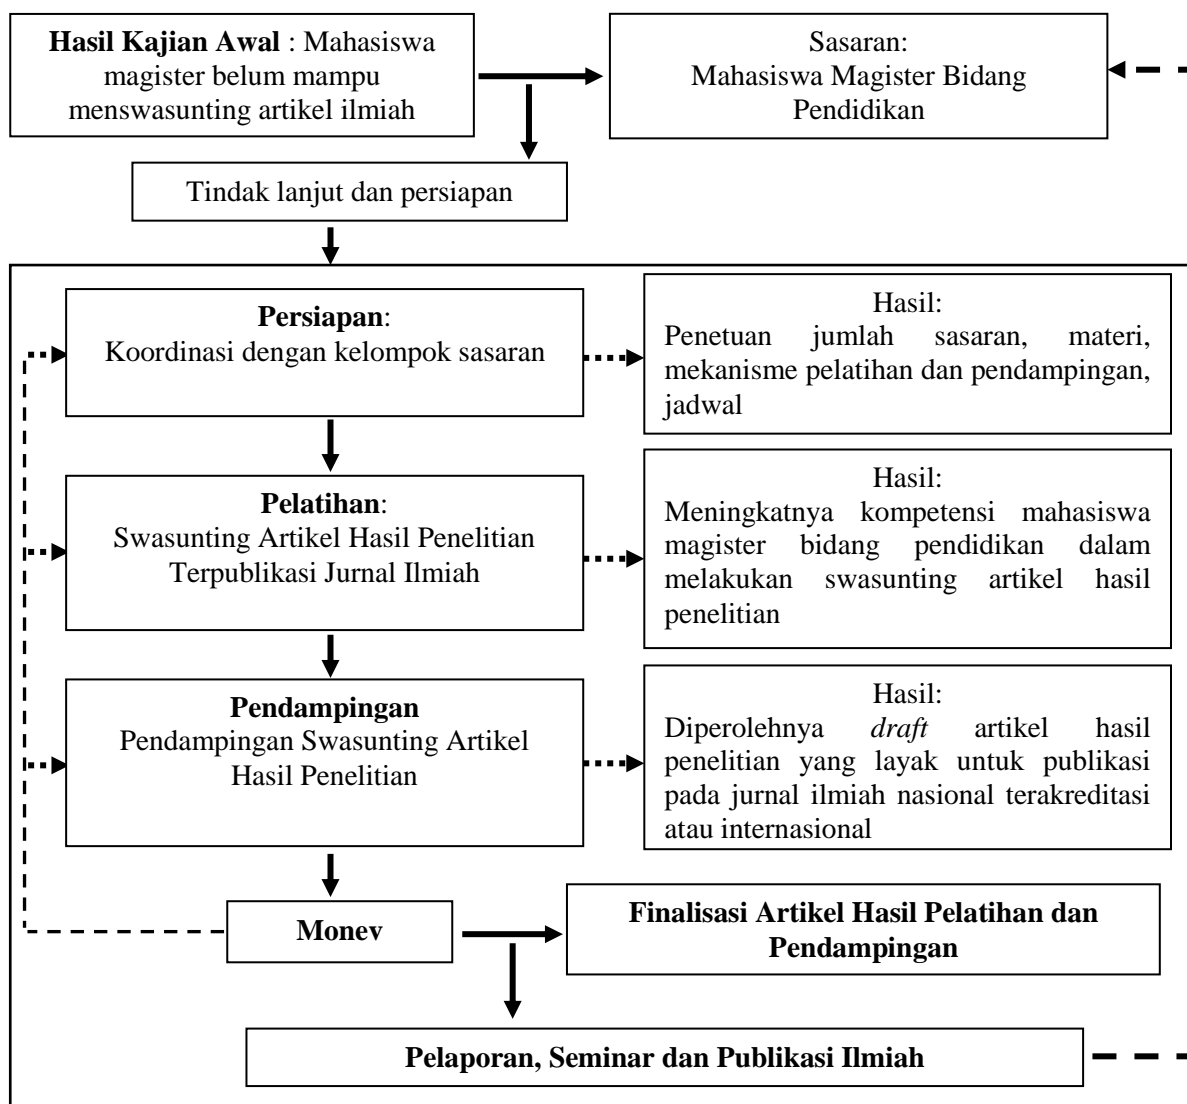 Hasil Kajian Awal : Mahasiswa
magister belum mampu
menswasunting artikel ilmiah
Sasaran:
Mahasiswa Magister Bidang
Pendidikan
Tindak lanjut dan persiapan
Persiapan:
Koordinasi dengan kelompok sasaran
Hasil:
Penetuan jumlah sasaran, materi,
mekanisme pelatihan dan pendampingan,
jadwal
Pelatihan:
Swasunting Artikel Hasil Penelitian
Terpublikasi Jurnal Ilmiah
Hasil:
Meningkatnya kompetensi mahasiswa
magister bidang pendidikan dalam
melakukan swasunting artikel hasil
penelitian
Pendampingan
Pendampingan Swasunting Artikel
Hasil Penelitian
Hasil:
Diperolehnya draft artikel hasil
penelitian yang layak untuk publikasi
pada jurnal ilmiah nasional terakreditasi
atau internasional
Monev
Finalisasi Artikel Hasil Pelatihan dan
Pendampingan
Pelaporan, Seminar dan Publikasi Ilmiah